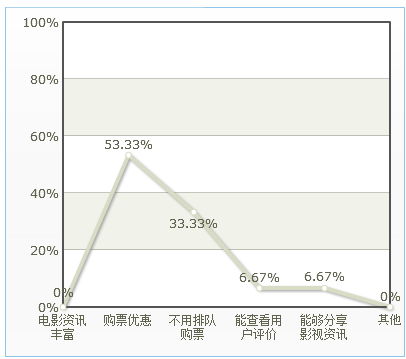 100%
80%
60%
40%
20%
0%
0%
53.33%
33.33%
6.67%
6.67%
0%
电影资讯
丰富
购票优惠
不用排队
购票
能查看用
户评价
能够分享
影视资讯
其他